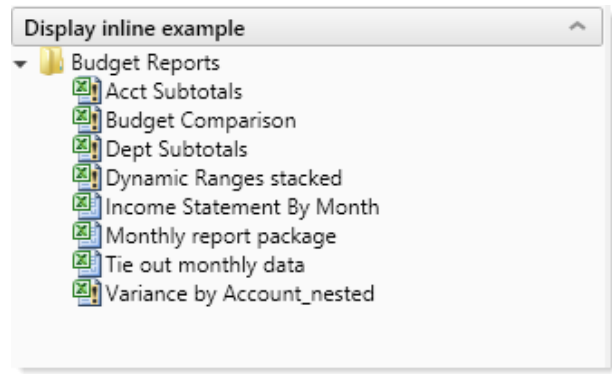 Display inline example
Budget Reports
Acct Subtotals
Budget Comparison
Dept Subtotals
Dynamic Ranges stacked
Income Statement By Month
Monthly report package
Tie out monthly data
Variance by Account_nested